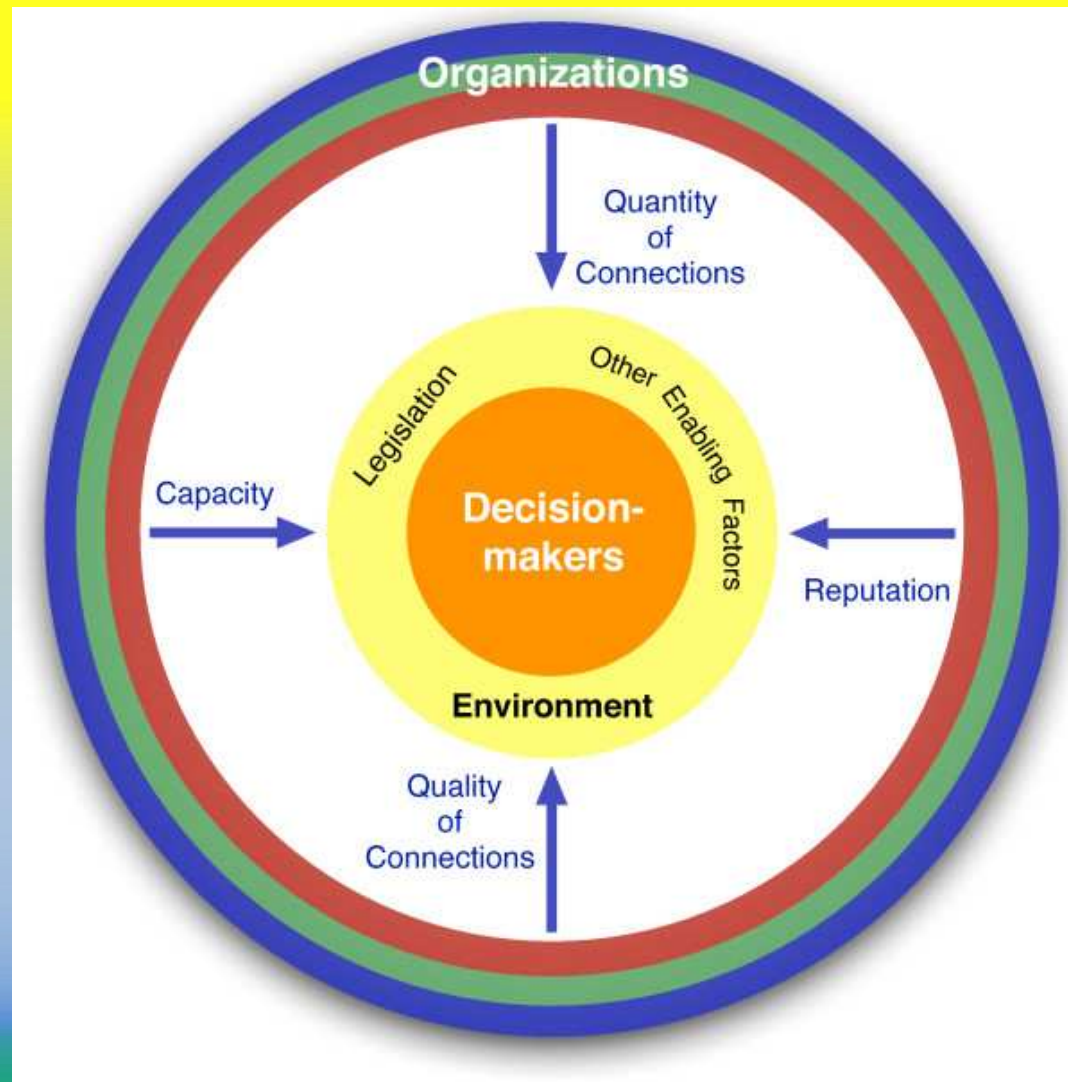 Organizations
Quantity
of
Connections
Other Enabling Factors
Legislation
Capacity
Decision-
makers
Reputation
Environment
Quality
of
Connections